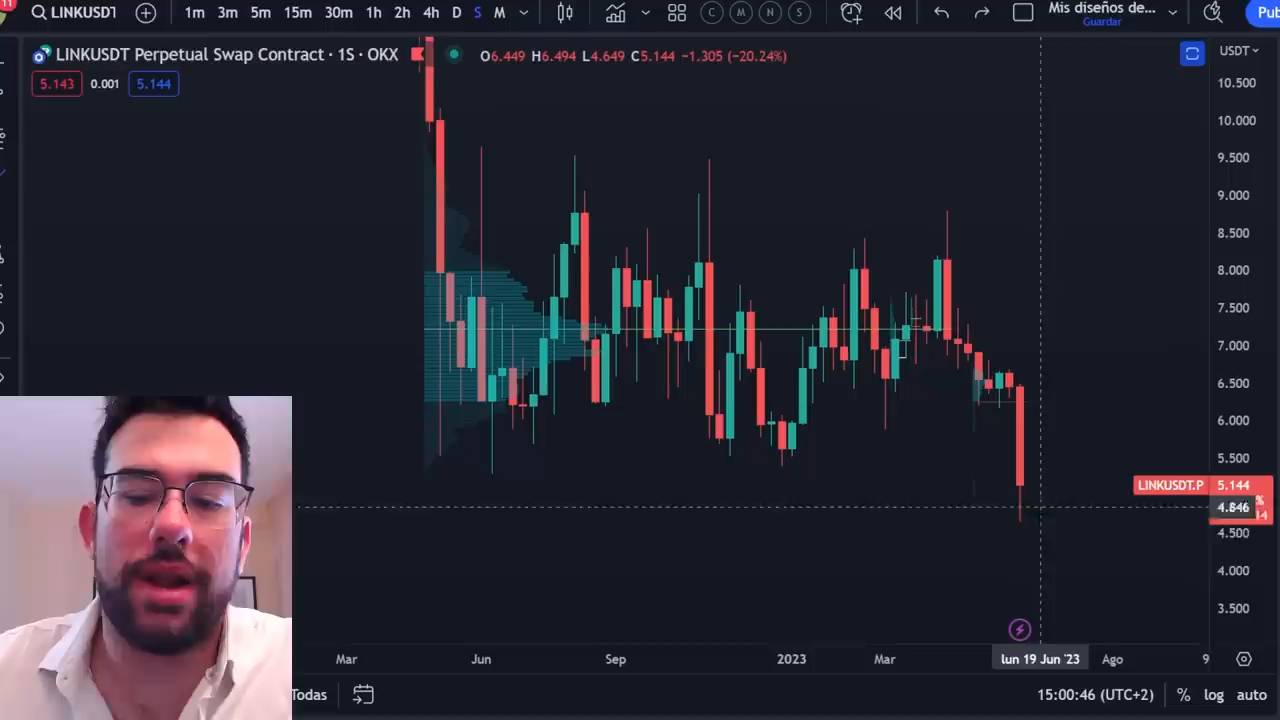 11
LINKUSDT
1m 3m 5m 15m 30m 1h 2h 4h D S M
C M N S
Mis diseños de...
Guardar
Pub
LINKUSDT Perpetual Swap Contract · 1S · OKX
O6.449 H6.494 L4.649 C5.144 −1.305 (−20.24%)
USDT
5.143 0.001 5.144
10.500
10.000
9.500
9.000
8.500
8.000
7.500
7.000
6.500
6.000
5.500
LINKUSDT.P 5.144
4.846
4.500
4.000
3.500
Mar Jun Sep 2023 Mar lun 19 Jun '23 Ago 9
Todas 15:00:46 (UTC+2) % log auto